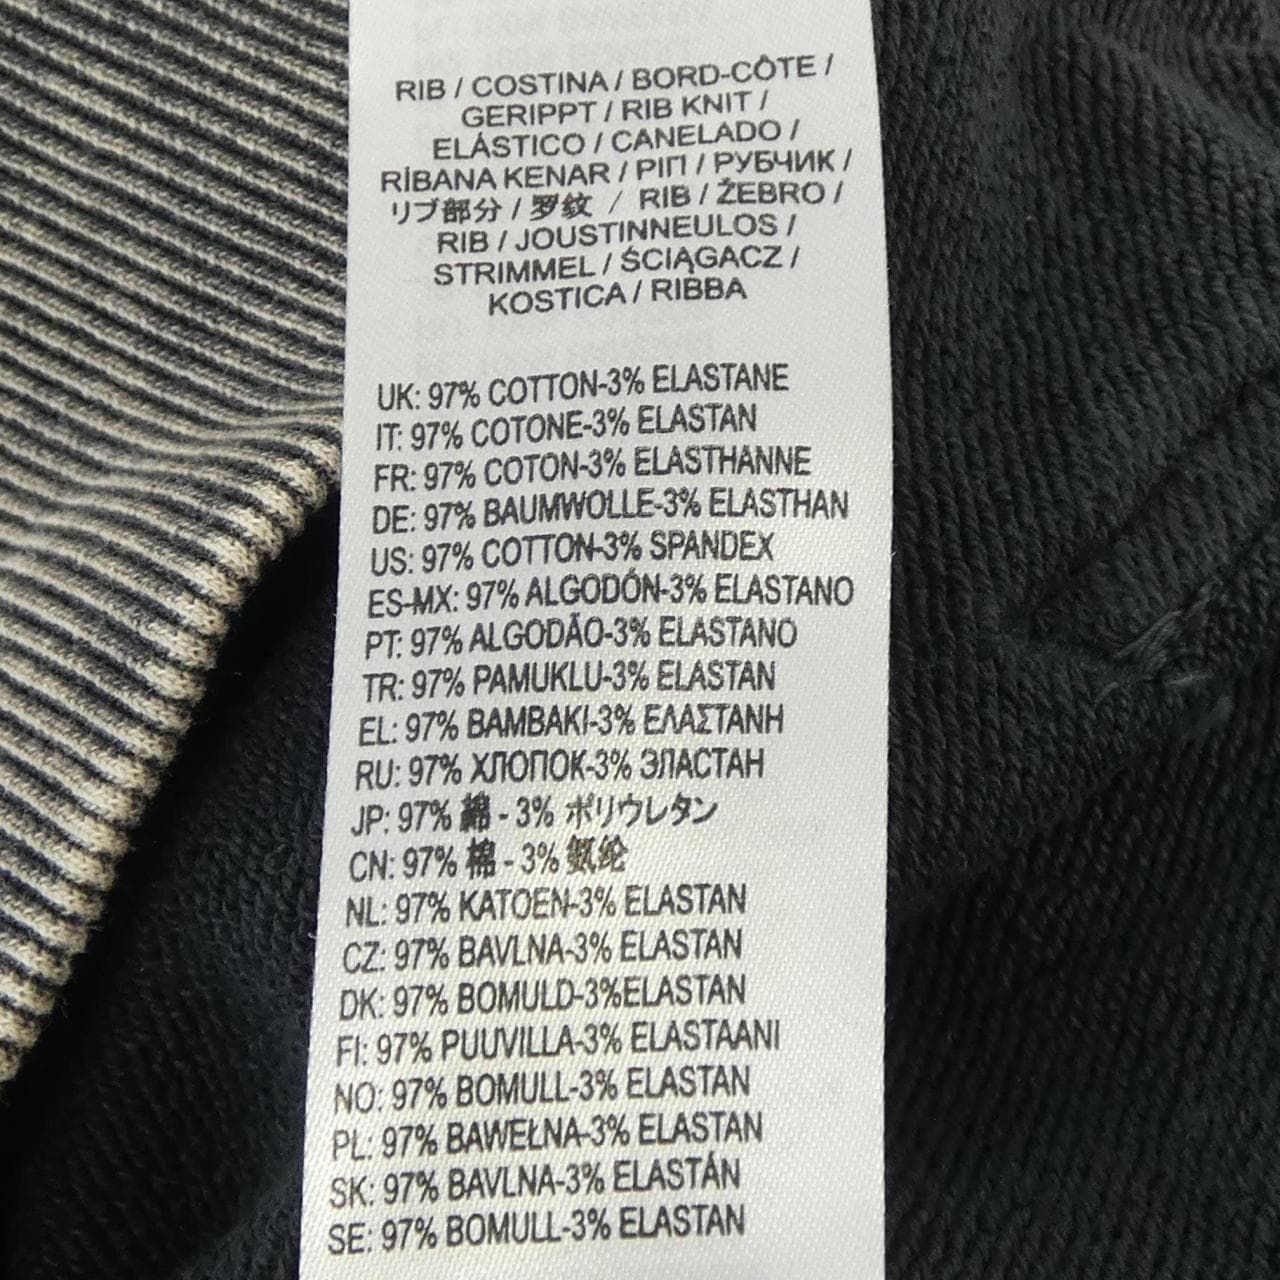 RIB / COSTINA / BORD-CÔTE /
GERIPPT / RIB KNIT /
ELÁSTICO / CANELADO /
RİBANA KENAR / ΡΙΠ / РУБЧИК /
リブ部分 / 罗纹 / RIB / ŽEBRO /
RIB / JOUSTINNEULOS /
STRIMMEL / ŚCIĄGACZ /
KOSTICA / RIBBA
UK: 97% COTTON-3% ELASTANE
IT: 97% COTONE-3% ELASTAN
FR: 97% COTON-3% ELASTHANNE
DE: 97% BAUMWOLLE-3% ELASTHAN
US: 97% COTTON-3% SPANDEX
ES-MX: 97% ALGODÓN-3% ELASTANO
PT: 97% ALGODÃO-3% ELASTANO
TR: 97% PAMUKLU-3% ELASTAN
EL: 97% ΒΑΜΒΑΚΙ-3% ΕΛΑΣΤΑΝΗ
RU: 97% ХЛОПОК-3% ЭЛАСТАН
JP: 97% 綿 - 3% ポリウレタン
CN: 97% 棉 - 3% 氨纶
NL: 97% KATOEN-3% ELASTAN
CZ: 97% BAVLNA-3% ELASTAN
DK: 97% BOMULD-3%ELASTAN
FI: 97% PUUVILLA-3% ELASTAANI
NO: 97% BOMULL-3% ELASTAN
PL: 97% BAWEŁNA-3% ELASTAN
SK: 97% BAVLNA-3% ELASTÁN
SE: 97% BOMULL-3% ELASTAN